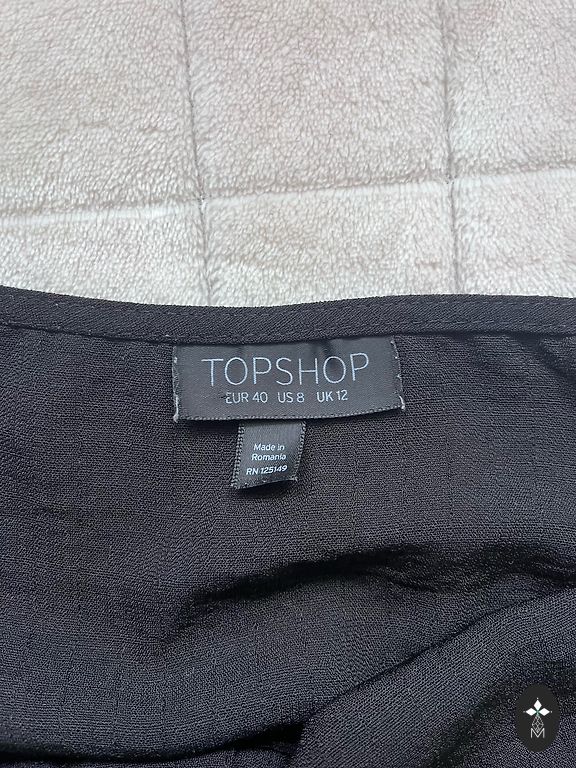 TOPSHOP
EUR 40 US 8 UK 12
Made in
Romania
RN 125149
M